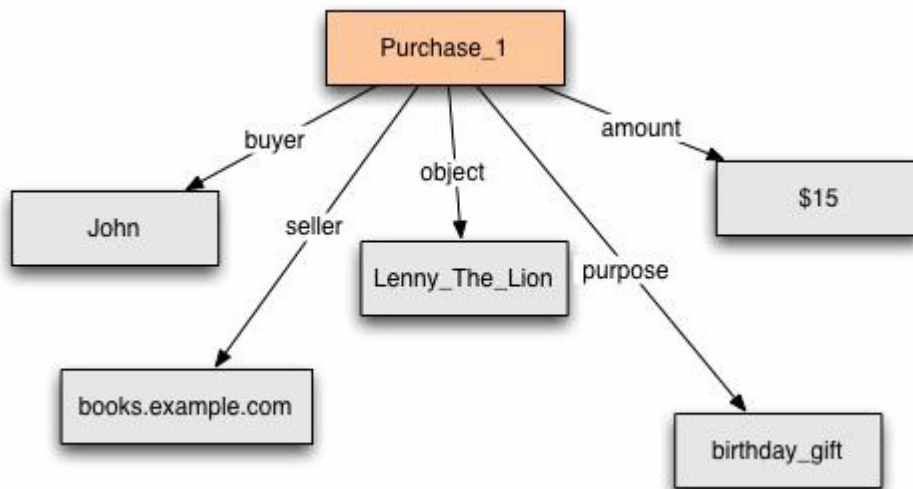 Purchase_1
amount
buyer
object
$15
John
seller
Lenny_The_Lion
purpose
books.example.com
birthday_gift